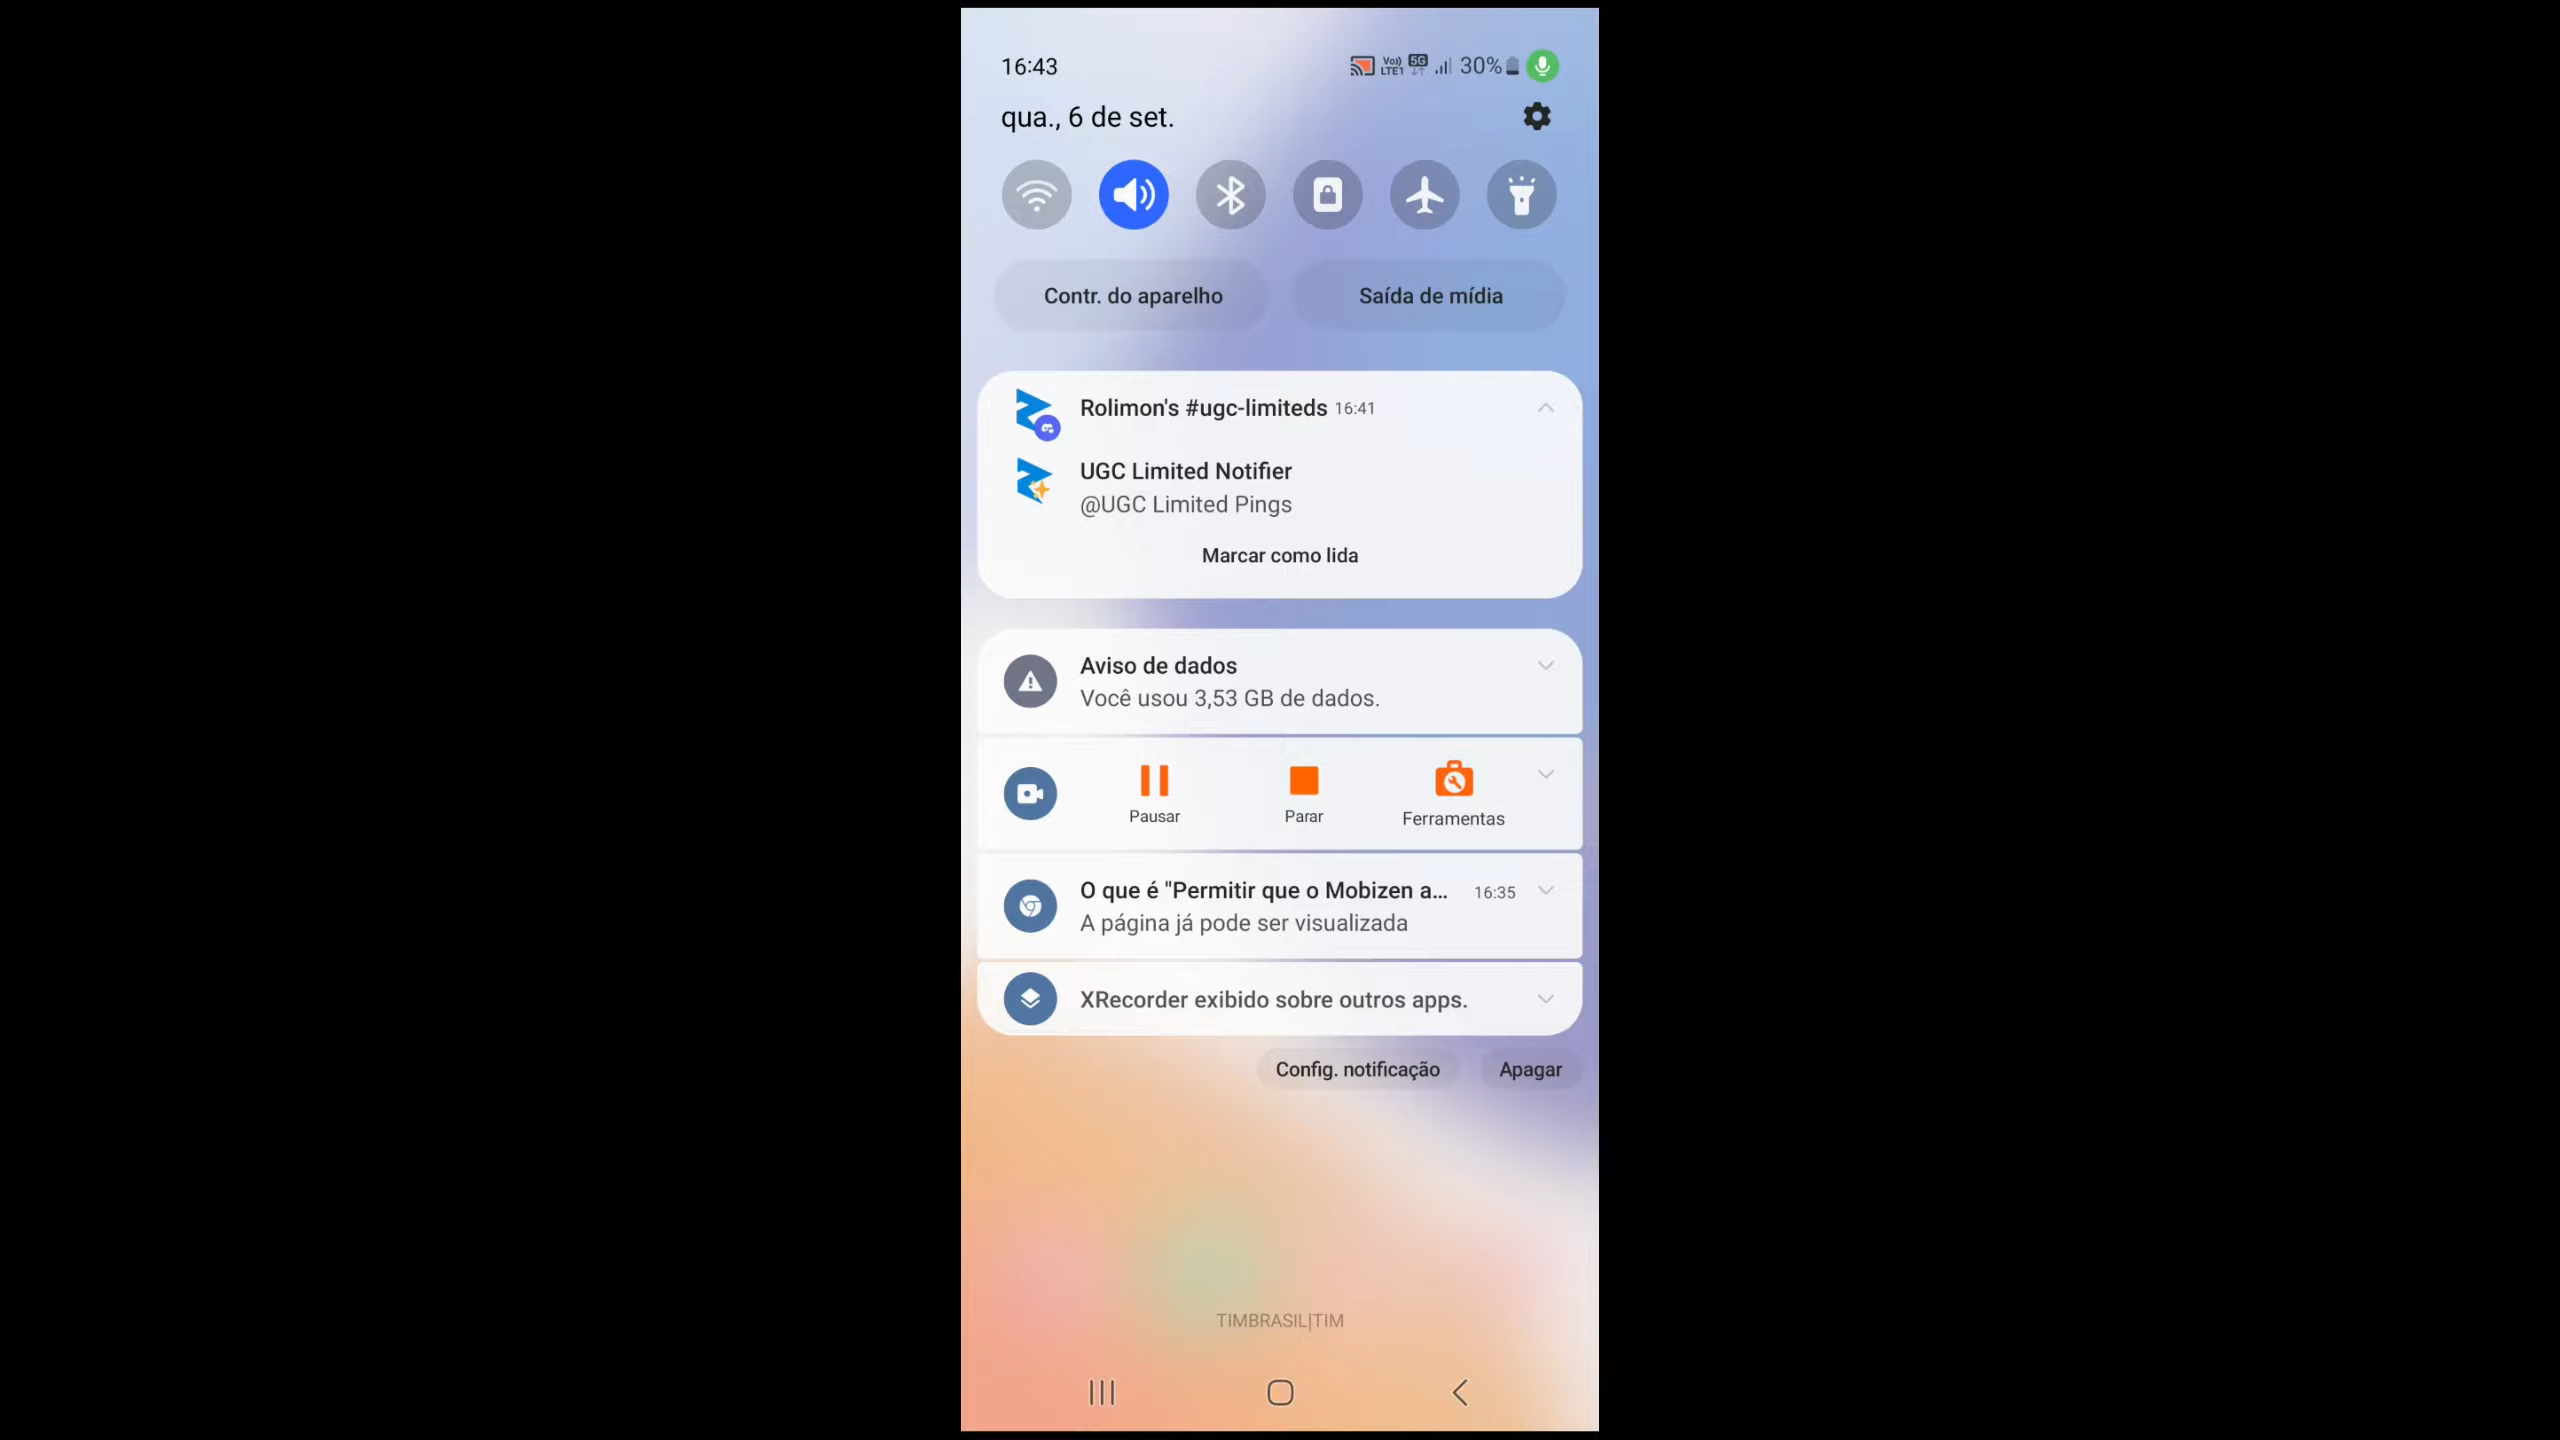 16:43
Vo)) LTE1 5G 30%
qua., 6 de set.
Contr. do aparelho
Saída de mídia
Rolimon's #ugc-limiteds 16:41
UGC Limited Notifier
@UGC Limited Pings
Marcar como lida
Aviso de dados
Você usou 3,53 GB de dados.
Pausar
Parar
Ferramentas
O que é "Permitir que o Mobizen a... 16:35
A página já pode ser visualizada
XRecorder exibido sobre outros apps.
Config. notificação
Apagar
TIMBRASIL|TIM